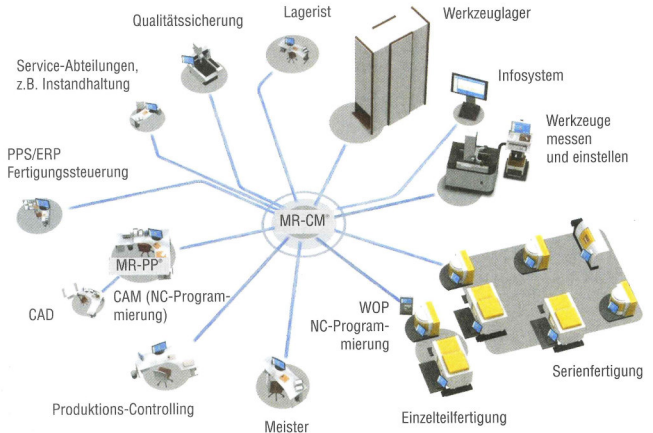 Qualitätssicherung
Lagerist
Werkzeuglager
Service-Abteilungen,
z.B. Instandhaltung
Infosystem
Werkzeuge
messen
und einstellen
PPS/ERP
Fertigungssteuerung
MR-CM®
MR-PP®
CAD
CAM (NC-Program-
mierung)
WOP
NC-Program-
mierung
Serienfertigung
Produktions-Controlling
Meister
Einzelteilfertigung